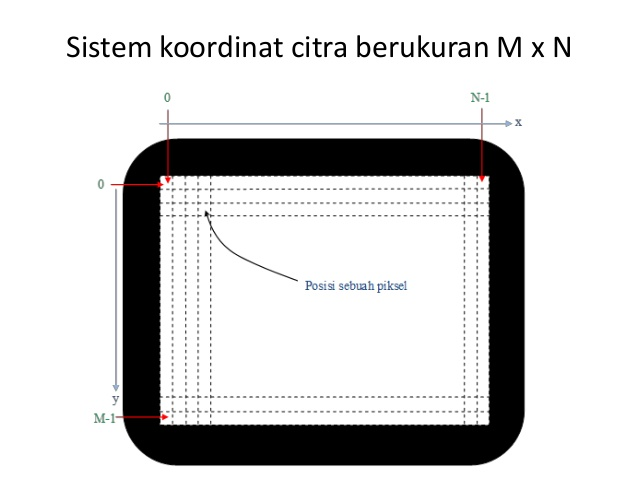 Sistem koordinat citra berukuran M x N
0
N-1
x
0
Posisi sebuah piksel
y
M-1